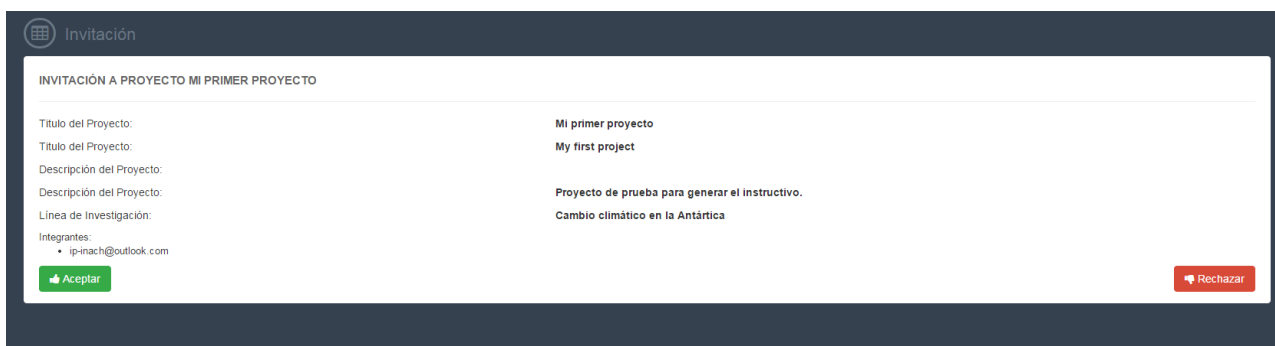 Invitación
INVITACIÓN A PROYECTO MI PRIMER PROYECTO
Titulo del Proyecto: Mi primer proyecto
Titulo del Proyecto: My first project
Descripción del Proyecto:
Descripción del Proyecto: Proyecto de prueba para generar el instructivo.
Línea de Investigación: Cambio climático en la Antártica
Integrantes:
• ip-inach@outlook.com
Aceptar Rechazar